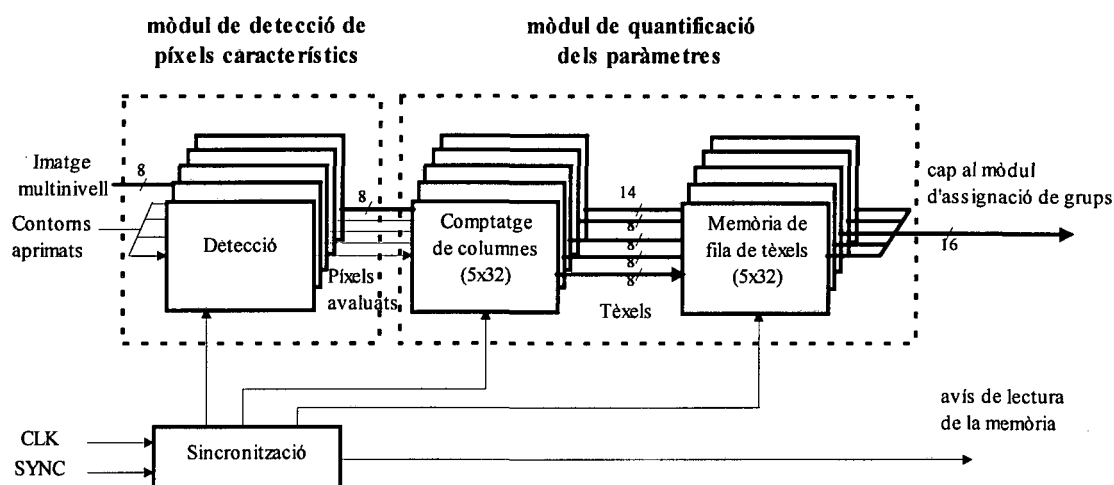 mòdul de detecció de
píxels característics
mòdul de quantificació
dels paràmetres
Imatge
multinivell
8
Contorns
aprimats
Detecció
8
Píxels
avaluats
Comptatge
de columnes
(5x32)
14
8
8
8
8
Tèxels
Memòria de
fila de tèxels
(5x32)
cap al mòdul
d'assignació de grups
16
avís de lectura
de la memòria
CLK
SYNC
Sincronització